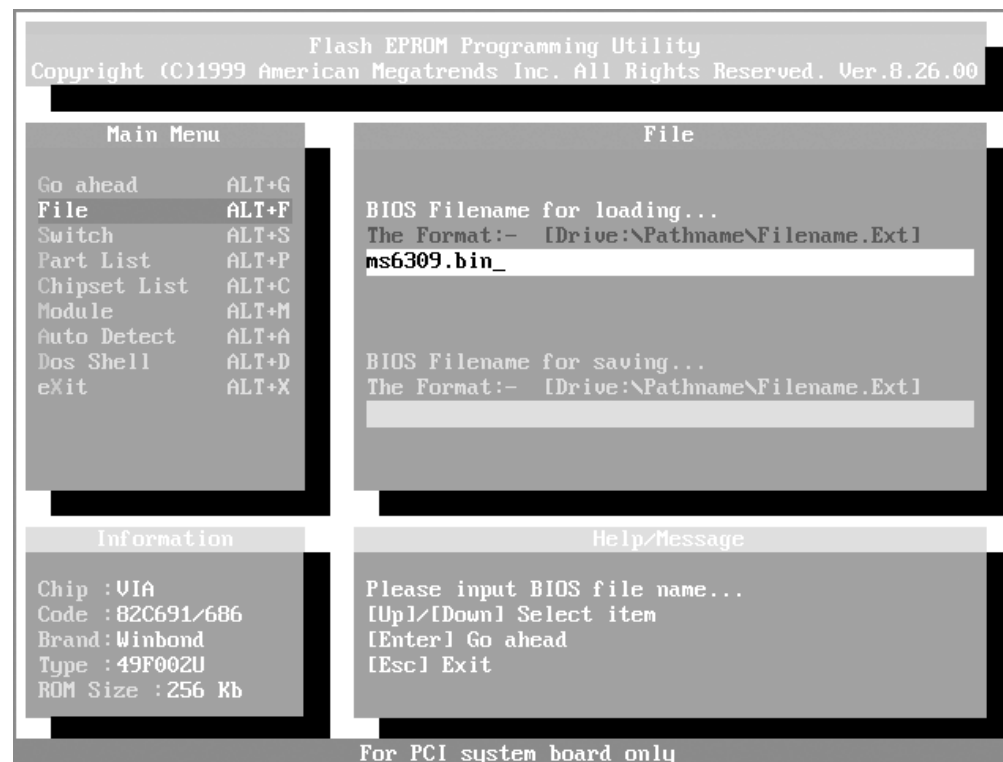 Flash EPROM Programming Utility
Copyright (C)1999 American Megatrends Inc. All Rights Reserved. Ver.8.26.00
Main Menu
Go ahead ALT+G
File ALT+F
Switch ALT+S
Part List ALT+P
Chipset List ALT+C
Module ALT+M
Auto Detect ALT+A
Dos Shell ALT+D
eXit ALT+X
File
BIOS Filename for loading...
The Format:- [Drive:\Pathname\Filename.Ext]
ms6309.bin_
BIOS Filename for saving...
The Format:- [Drive:\Pathname\Filename.Ext]
Information
Chip :VIA
Code :82C691/686
Brand:Winbond
Type :49F002U
ROM Size :256 Kb
Help/Message
Please input BIOS file name...
[Up]/[Down] Select item
[Enter] Go ahead
[Esc] Exit
For PCI system board only